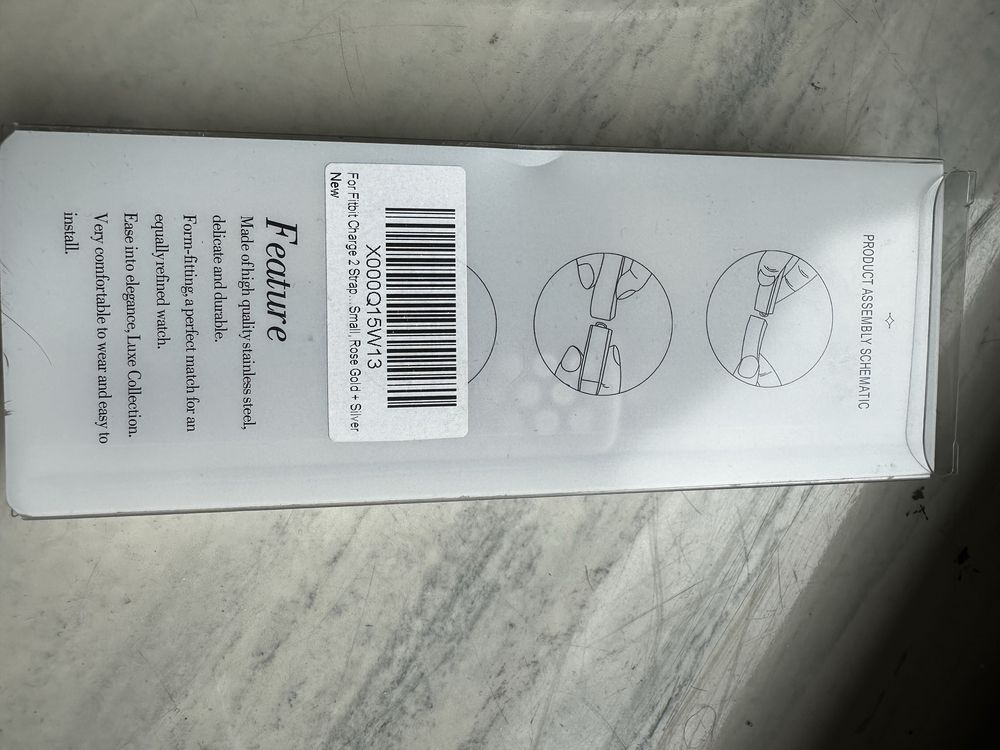 PRODUCT ASSEMBLY SCHEMATIC
X000Q15W13
For Fitbit Charge 2 Strap...Small, Rose Gold + Silver
New
Feature
Made of high quality stainless steel,
delicate and durable.
Form-fitting, a perfect match for an
equally refined watch.
Ease into elegance, Luxe Collection.
Very comfortable to wear and easy to
install.